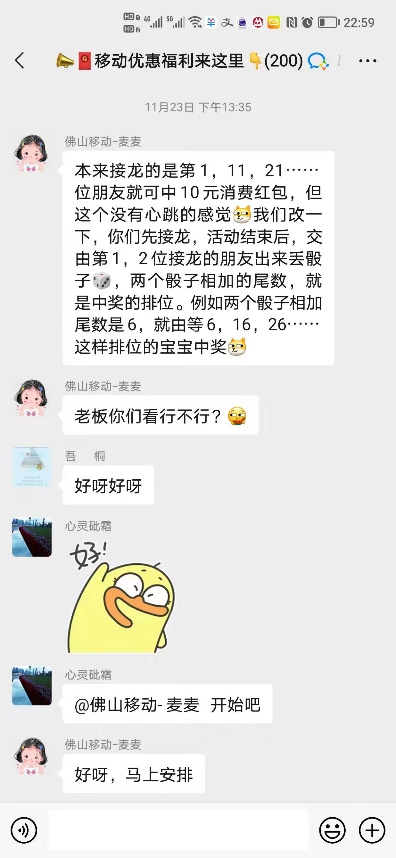 22:59
移动优惠福利来这里(200)
11月23日 下午13:35
佛山移动-麦麦
本来接龙的是第1，11，21……
位朋友就可中10元消费红包，但
这个没有心跳的感觉😹我们改一
下，你们先接龙，活动结束后，交
由第1，2位接龙的朋友出来丢骰
子🎲，两个骰子相加的尾数，就
是中奖的排位。例如两个骰子相加
尾数是6，就由等6，16，26……
这样排位的宝宝中奖😹
佛山移动-麦麦
老板你们看行不行？
吾 桐
好呀好呀
心灵砒霜
好!
心灵砒霜
@佛山移动-麦麦 开始吧
佛山移动-麦麦
好呀，马上安排